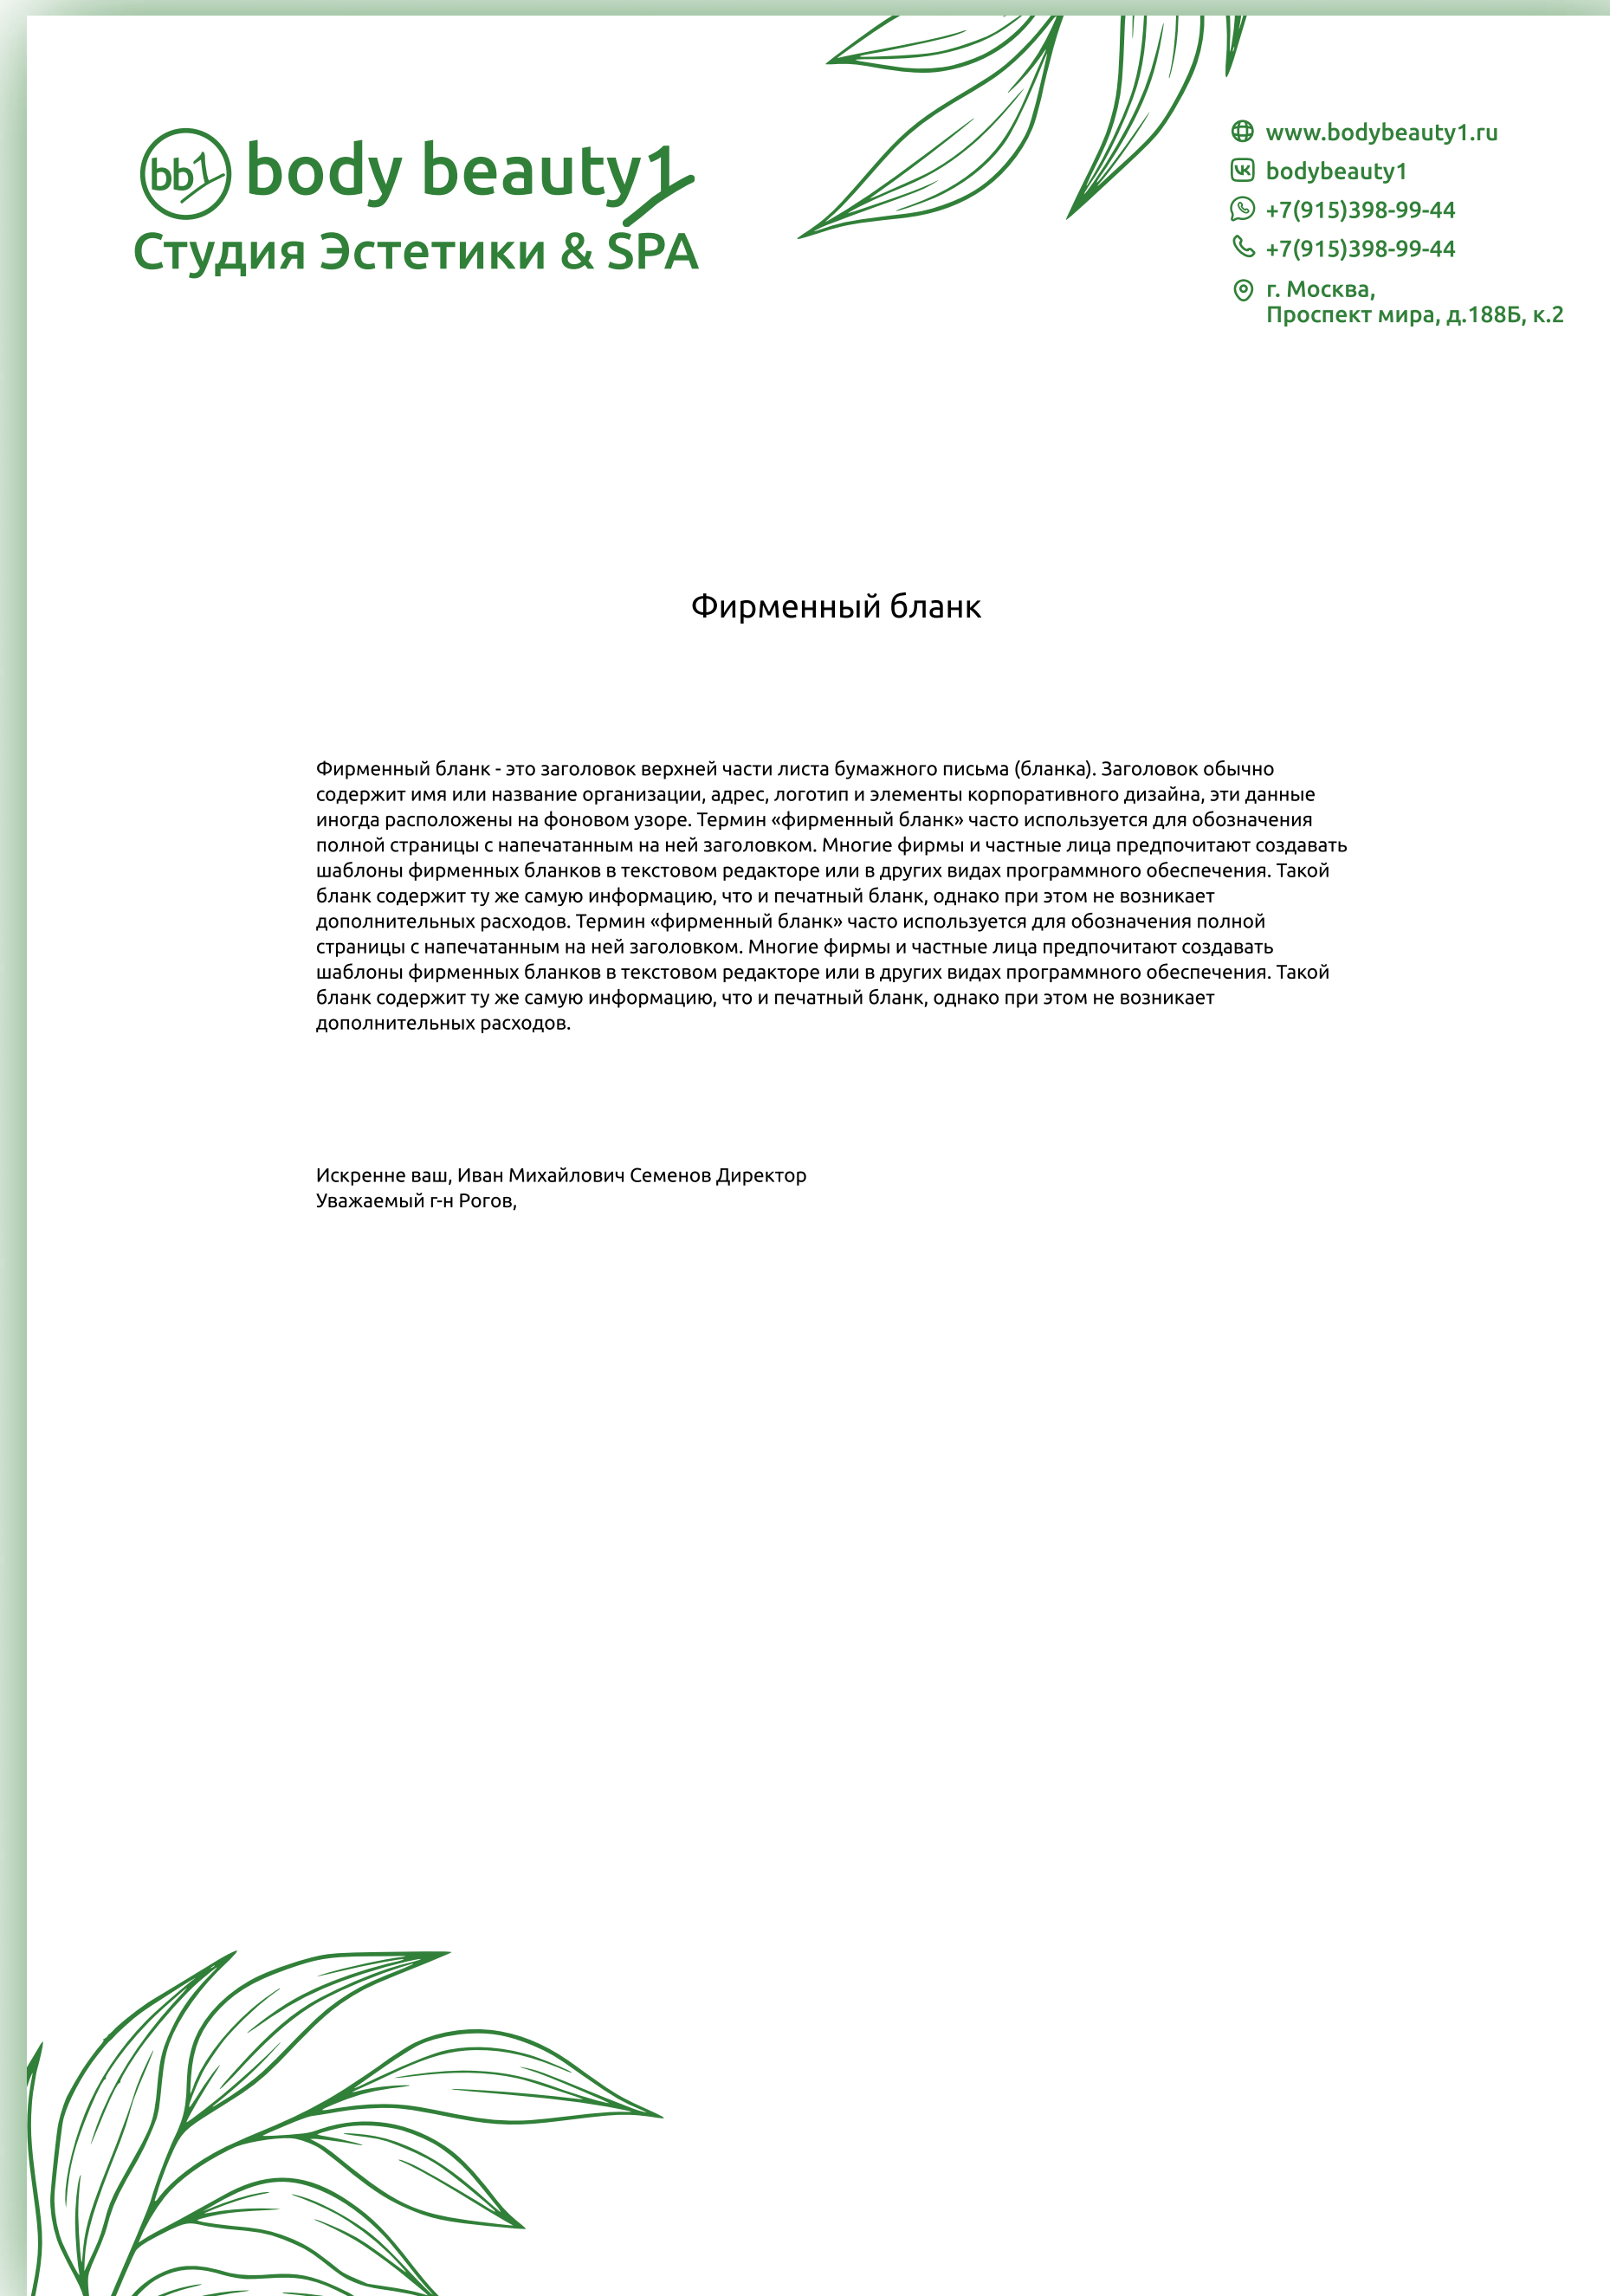 bb1 body beauty1
Студия Эстетики & SPA
www.bodybeauty1.ru
bodybeauty1
+7(915)398-99-44
+7(915)398-99-44
г. Москва,
Проспект мира, д.188Б, к.2
Фирменный бланк
Фирменный бланк - это заголовок верхней части листа бумажного письма (бланка). Заголовок обычно
содержит имя или название организации, адрес, логотип и элементы корпоративного дизайна, эти данные
иногда расположены на фоновом узоре. Термин «фирменный бланк» часто используется для обозначения
полной страницы с напечатанным на ней заголовком. Многие фирмы и частные лица предпочитают создавать
шаблоны фирменных бланков в текстовом редакторе или в других видах программного обеспечения. Такой
бланк содержит ту же самую информацию, что и печатный бланк, однако при этом не возникает
дополнительных расходов. Термин «фирменный бланк» часто используется для обозначения полной
страницы с напечатанным на ней заголовком. Многие фирмы и частные лица предпочитают создавать
шаблоны фирменных бланков в текстовом редакторе или в других видах программного обеспечения. Такой
бланк содержит ту же самую информацию, что и печатный бланк, однако при этом не возникает
дополнительных расходов.
Искренне ваш, Иван Михайлович Семенов Директор
Уважаемый г-н Рогов,